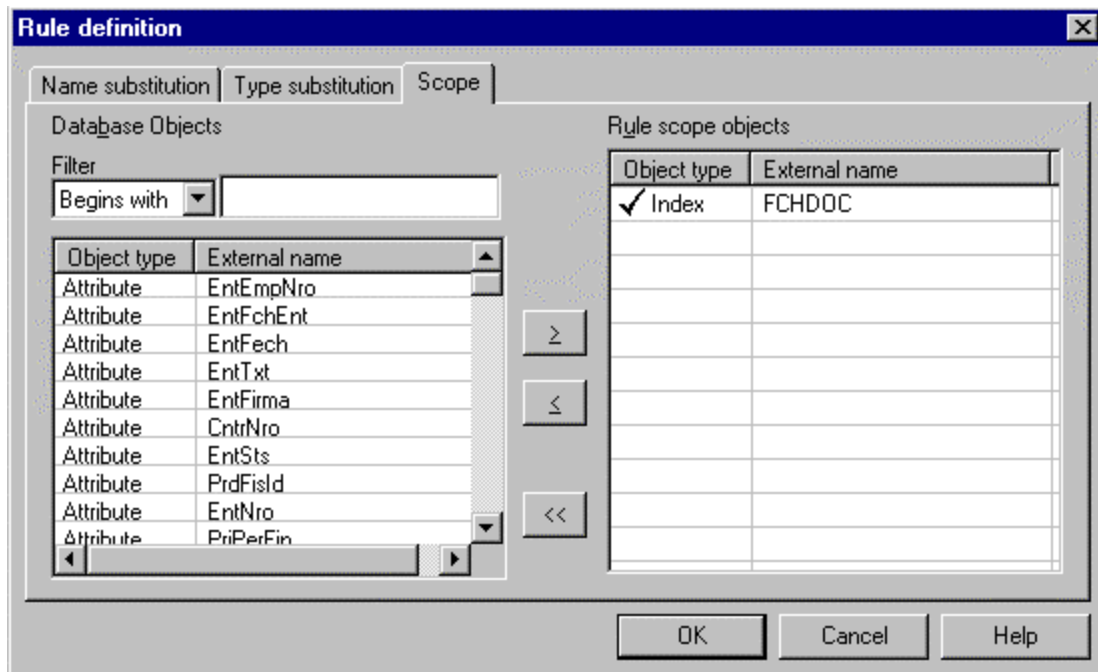 Rule definition
Name substitution Type substitution Scope
Database Objects
Filter
Begins with
Object type External name
Attribute EntEmpNro
Attribute EntFchEnt
Attribute EntFech
Attribute EntTxt
Attribute EntFirma
Attribute CntrNro
Attribute EntSts
Attribute PrdFisId
Attribute EntNro
Attribute PriPerFin
>
<
<<
Rule scope objects
Object type External name
Index FCHDOC
OK Cancel Help